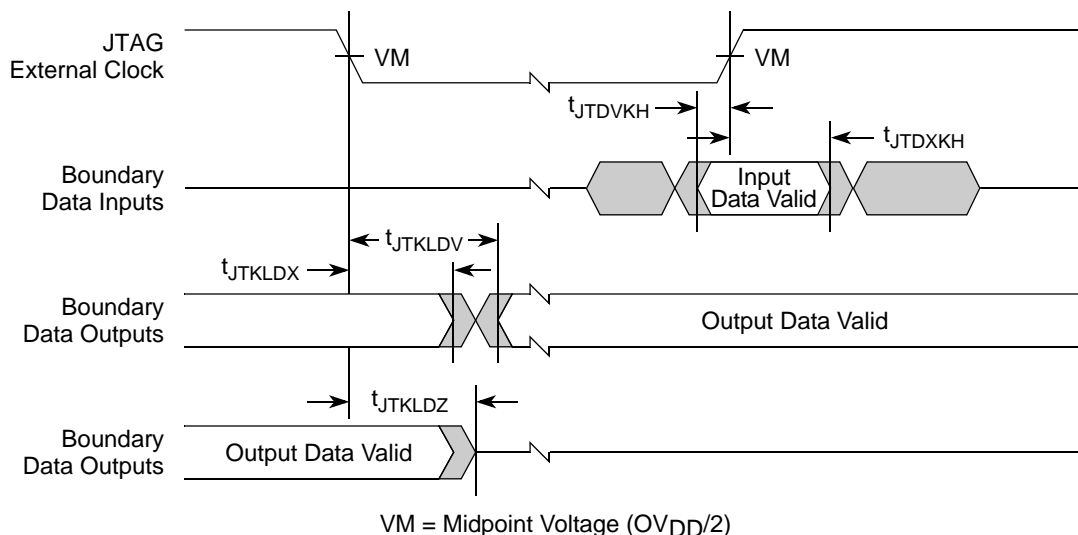 JTAG
External Clock
VM
VM
tJTDVKH
tJTDXKH
Boundary
Data Inputs
Input
Data Valid
tJTKLDV
tJTKLDX
Boundary
Data Outputs
Output Data Valid
tJTKLDZ
Boundary
Data Outputs
Output Data Valid
VM = Midpoint Voltage (OVDD/2)